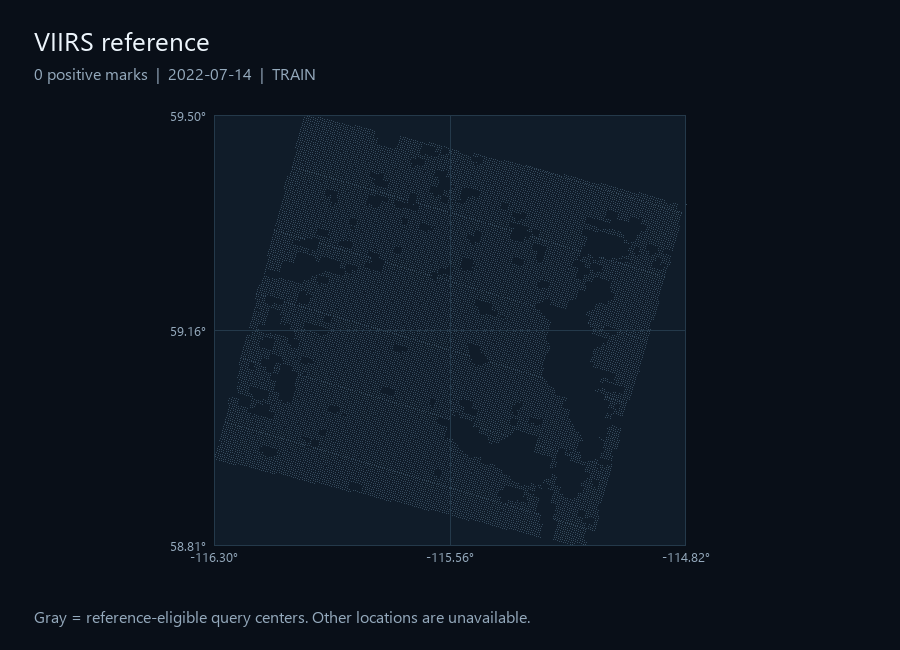 VIIRS reference
0 positive marks | 2022-07-14 | TRAIN
59.50°
59.16°
58.81°
-116.30°
-115.56°
-114.82°
Gray = reference-eligible query centers. Other locations are unavailable.